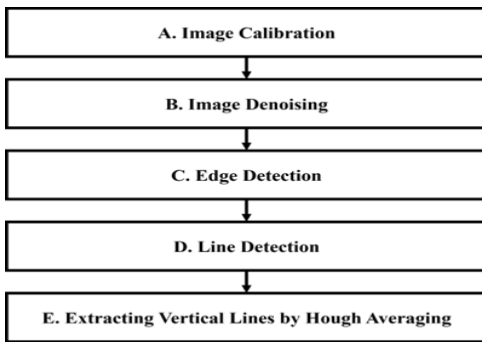 A. Image Calibration
B. Image Denoising
C. Edge Detection
D. Line Detection
E. Extracting Vertical Lines by Hough Averaging